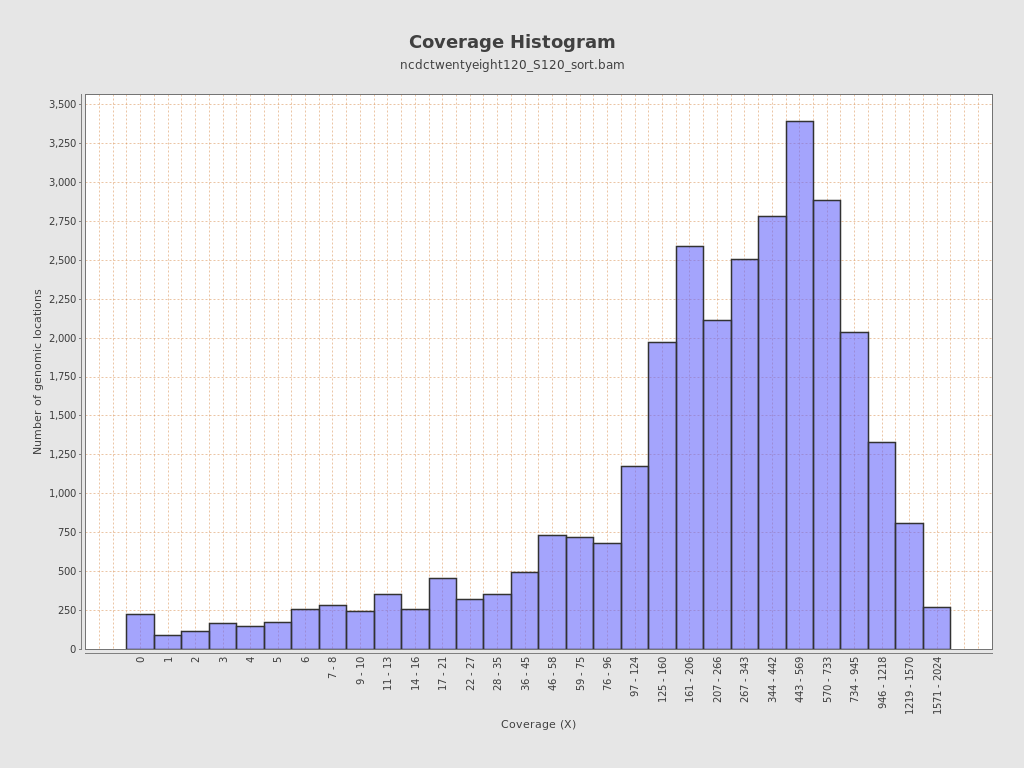 Coverage Histogram
ncdctwentyeight120_S120_sort.bam
Number of genomic locations
3,500
3,250
3,000
2,750
2,500
2,250
2,000
1,750
1,500
1,250
1,000
750
500
250
0
0
1
2
3
4
5
6
7 - 8
9 - 10
11 - 13
14 - 16
17 - 21
22 - 27
28 - 35
36 - 45
46 - 58
59 - 75
76 - 96
97 - 124
125 - 160
161 - 206
207 - 266
267 - 343
344 - 442
443 - 569
570 - 733
734 - 945
946 - 1218
1219 - 1570
1571 - 2024
Coverage (X)